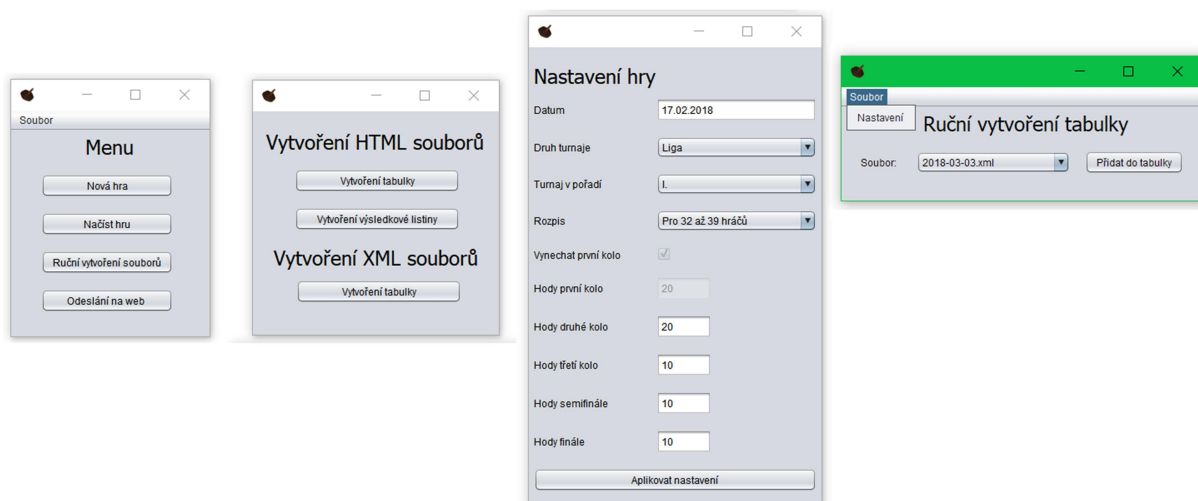 Soubor
Menu
Nová hra
Načíst hru
Ruční vytvoření souborů
Odeslání na web
Vytvoření HTML souborů
Vytvoření tabulky
Vytvoření výsledkové listiny
Vytvoření XML souborů
Vytvoření tabulky
Nastavení hry
Datum 17.02.2018
Druh turnaje Liga
Turnaj v pořadí I.
Rozpis Pro 32 až 39 hráčů
Vynechat první kolo
Hody první kolo 20
Hody druhé kolo 20
Hody třetí kolo 10
Hody semifinále 10
Hody finále 10
Aplikovat nastavení
Soubor
Nastavení
Ruční vytvoření tabulky
Soubor: 2018-03-03.xml Přidat do tabulky